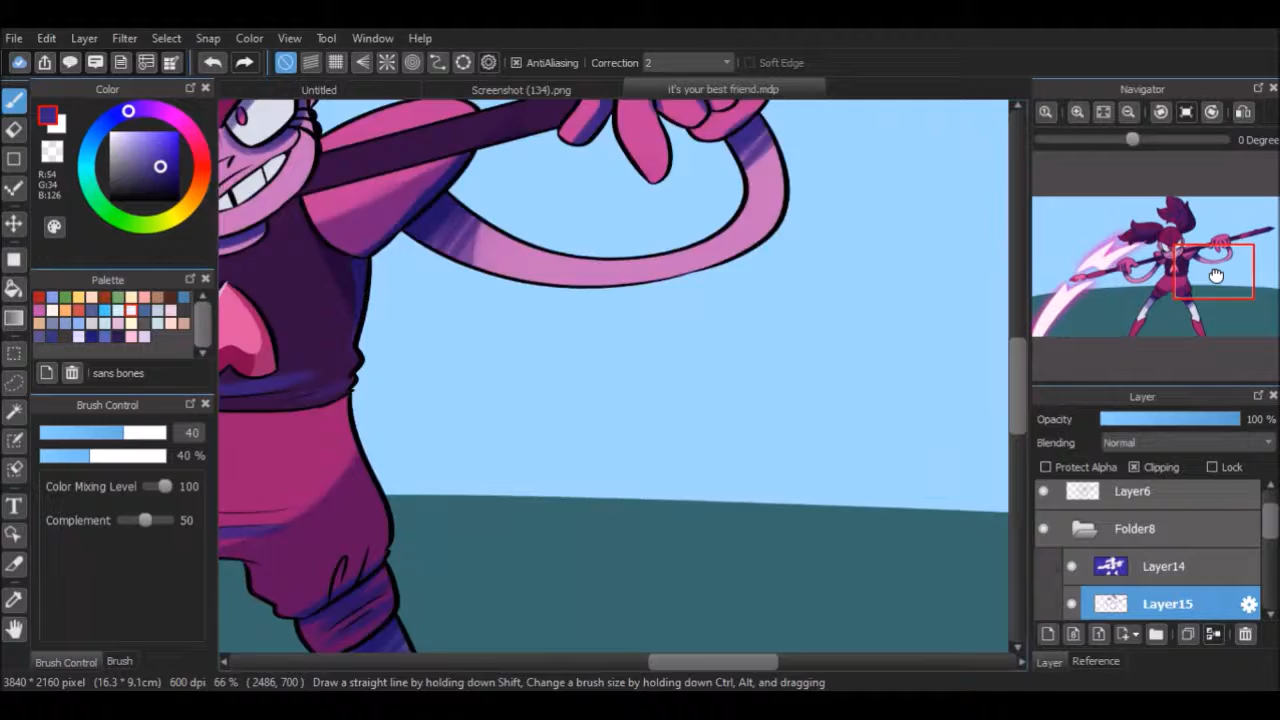 File Edit Layer Filter Select Snap Color View Tool Window Help
AntiAliasing Correction 2 Soft Edge
Color
Untitled Screenshot (134).png it's your best friend.mdp
Navigator
0 Degree
R:54
G:34
B:126
Palette
sans bones
Brush Control
40
40 %
Color Mixing Level 100
Complement 50
Brush Control Brush
Layer
Opacity 100 %
Blending Normal
Protect Alpha Clipping Lock
Layer6
Folder8
Layer14
Layer15
Layer Reference
3840 * 2160 pixel (16.3 * 9.1cm) 600 dpi 66 % ( 2486, 700 ) Draw a straight line by holding down Shift, Change a brush size by holding down Ctrl, Alt, and dragging